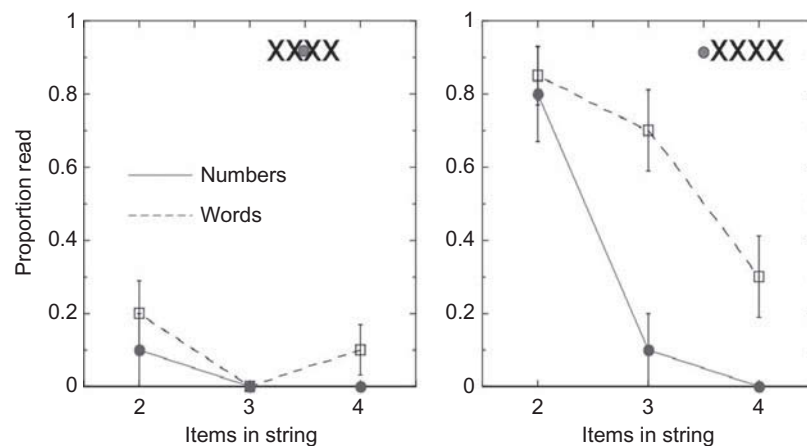 1
0.8
0.6
0.4
0.2
0
Proportion read
XXXX
Numbers
Words
2 3 4
Items in string
1
0.8
0.6
0.4
0.2
0
XXXX
2 3 4
Items in string